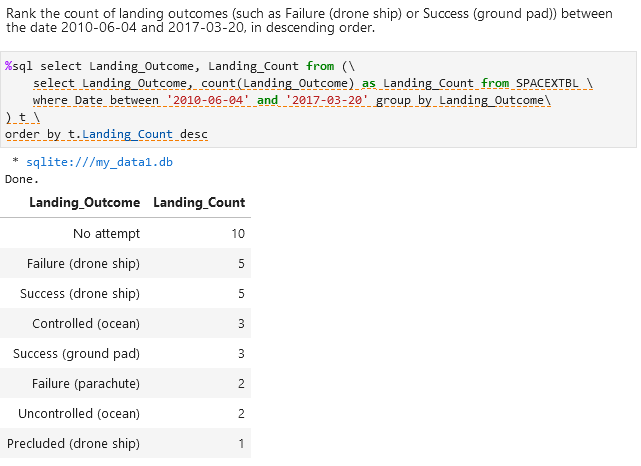 Rank the count of landing outcomes (such as Failure (drone ship) or Success (ground pad)) between
the date 2010-06-04 and 2017-03-20, in descending order.
%sql select Landing_Outcome, Landing_Count from (\
select Landing_Outcome, count(Landing_Outcome) as Landing_Count from SPACEXTBL \
where Date between '2010-06-04' and '2017-03-20' group by Landing_Outcome\
) t \
order by t.Landing_Count desc
* sqlite:///my_data1.db
Done.
Landing_Outcome Landing_Count
No attempt 10
Failure (drone ship) 5
Success (drone ship) 5
Controlled (ocean) 3
Success (ground pad) 3
Failure (parachute) 2
Uncontrolled (ocean) 2
Precluded (drone ship) 1